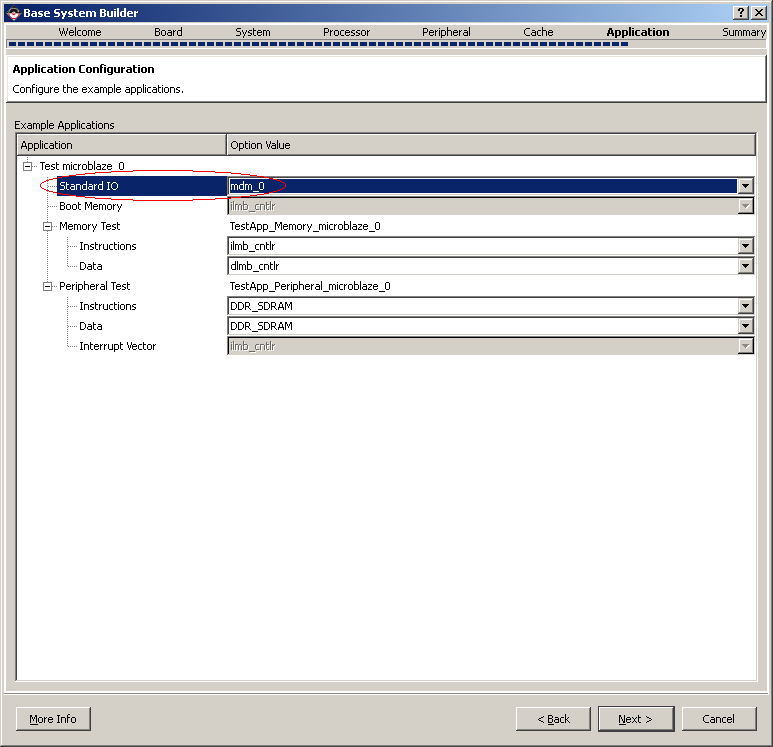 Base System Builder
Welcome Board System Processor Peripheral Cache Application Summary
Application Configuration
Configure the example applications.
Example Applications
Application Option Value
Test microblaze_0
Standard IO mdm_0
Boot Memory ilmb_cntlr
Memory Test TestApp_Memory_microblaze_0
Instructions ilmb_cntlr
Data dlmb_cntlr
Peripheral Test TestApp_Peripheral_microblaze_0
Instructions DDR_SDRAM
Data DDR_SDRAM
Interrupt Vector ilmb_cntlr
More Info < Back Next > Cancel